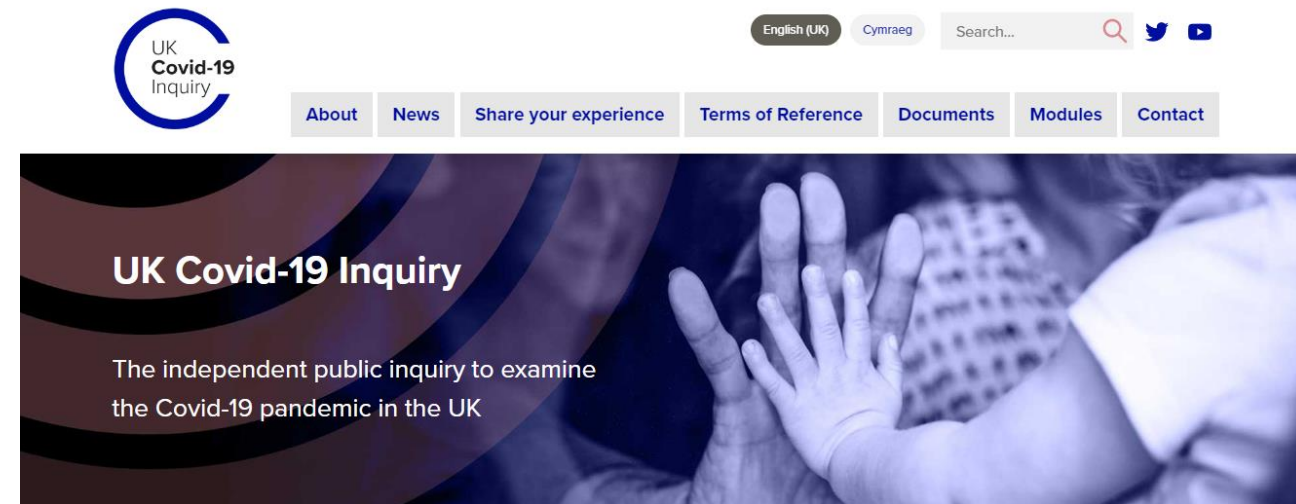 UK
Covid-19
Inquiry
English (UK) Cymraeg Search...
About News Share your experience Terms of Reference Documents Modules Contact
UK Covid-19 Inquiry
The independent public inquiry to examine
the Covid-19 pandemic in the UK